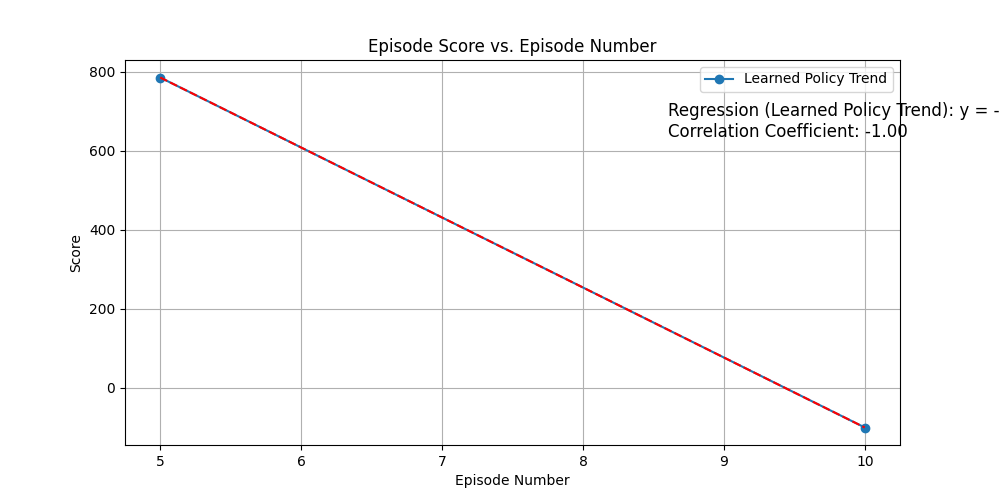 Episode Score vs. Episode Number
Learned Policy Trend
Regression (Learned Policy Trend): y = -
Correlation Coefficient: -1.00
800
600
400
200
0
Score
5 6 7 8 9 10
Episode Number